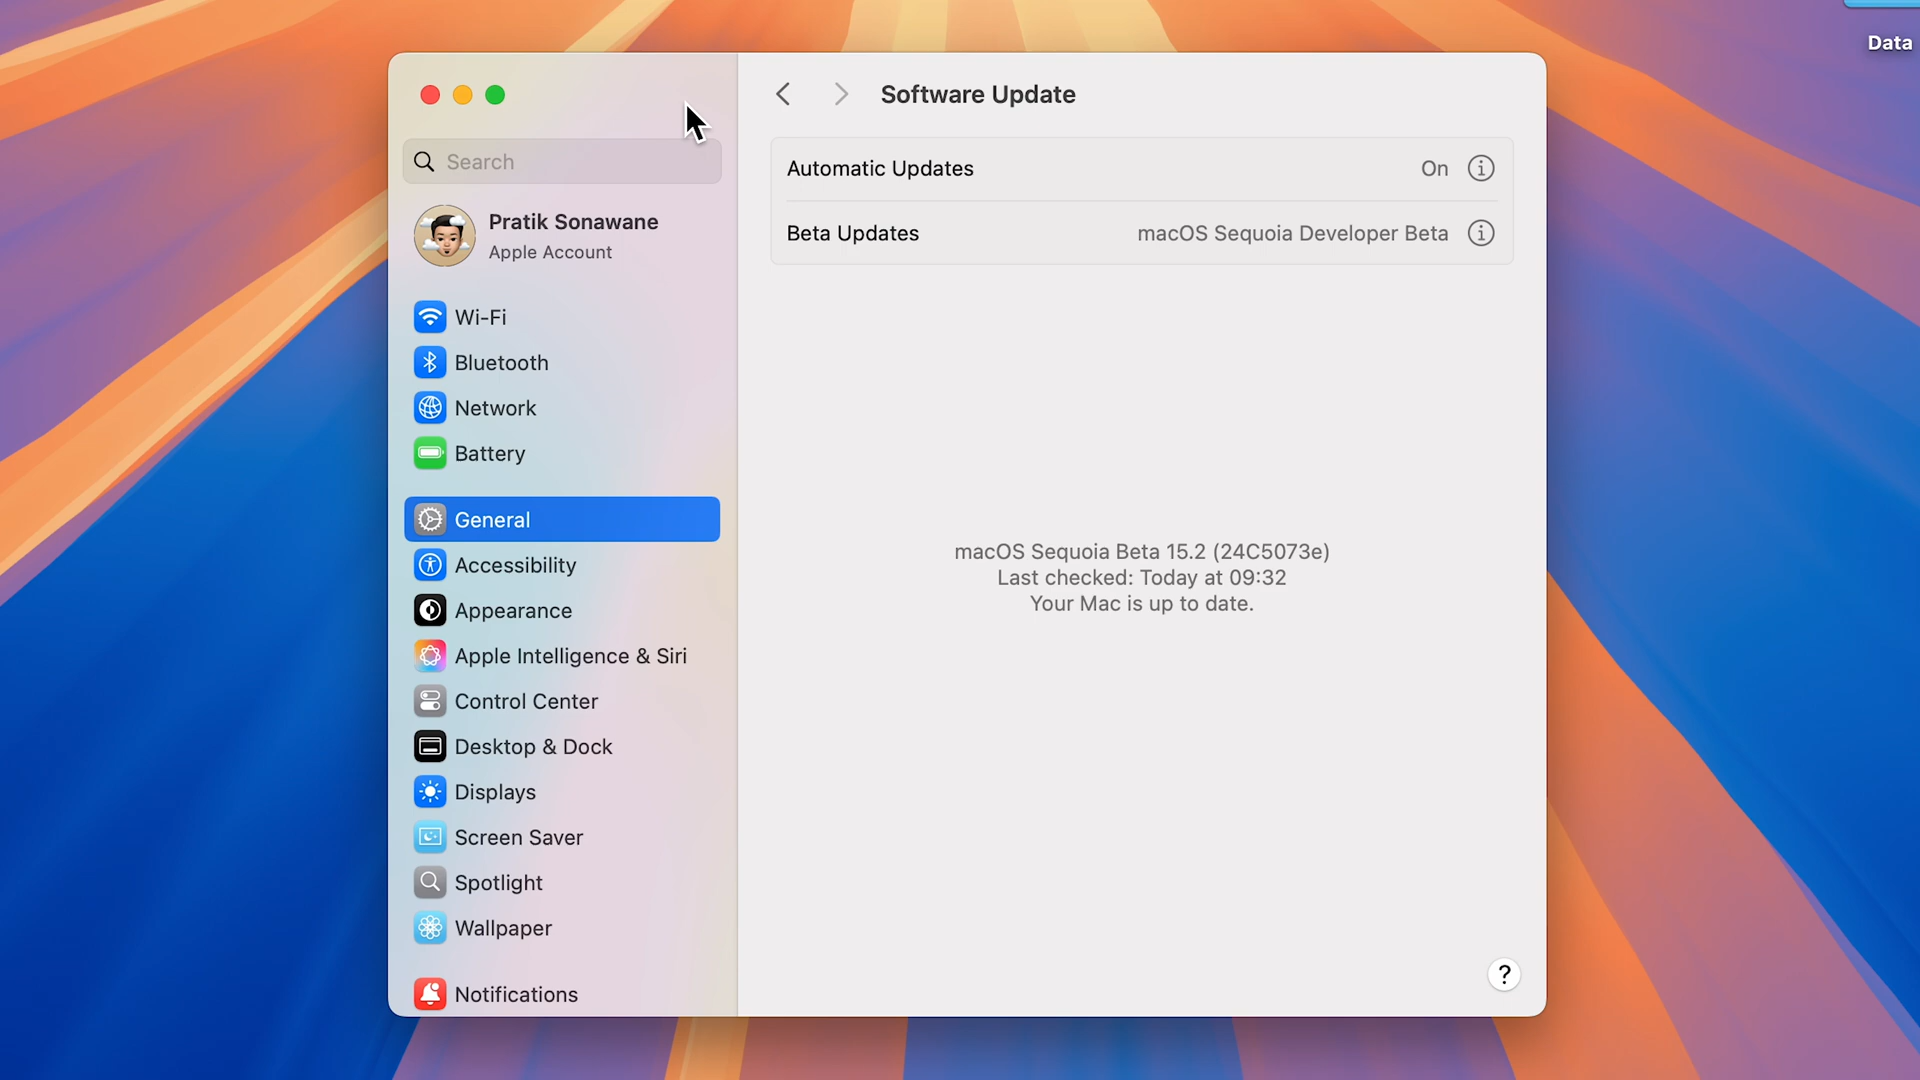 Data
Software Update
Search
Pratik Sonawane
Apple Account
Wi-Fi
Bluetooth
Network
Battery
General
Accessibility
Appearance
Apple Intelligence & Siri
Control Center
Desktop & Dock
Displays
Screen Saver
Spotlight
Wallpaper
Notifications
Automatic Updates On
Beta Updates macOS Sequoia Developer Beta
macOS Sequoia Beta 15.2 (24C5073e)
Last checked: Today at 09:32
Your Mac is up to date.
?